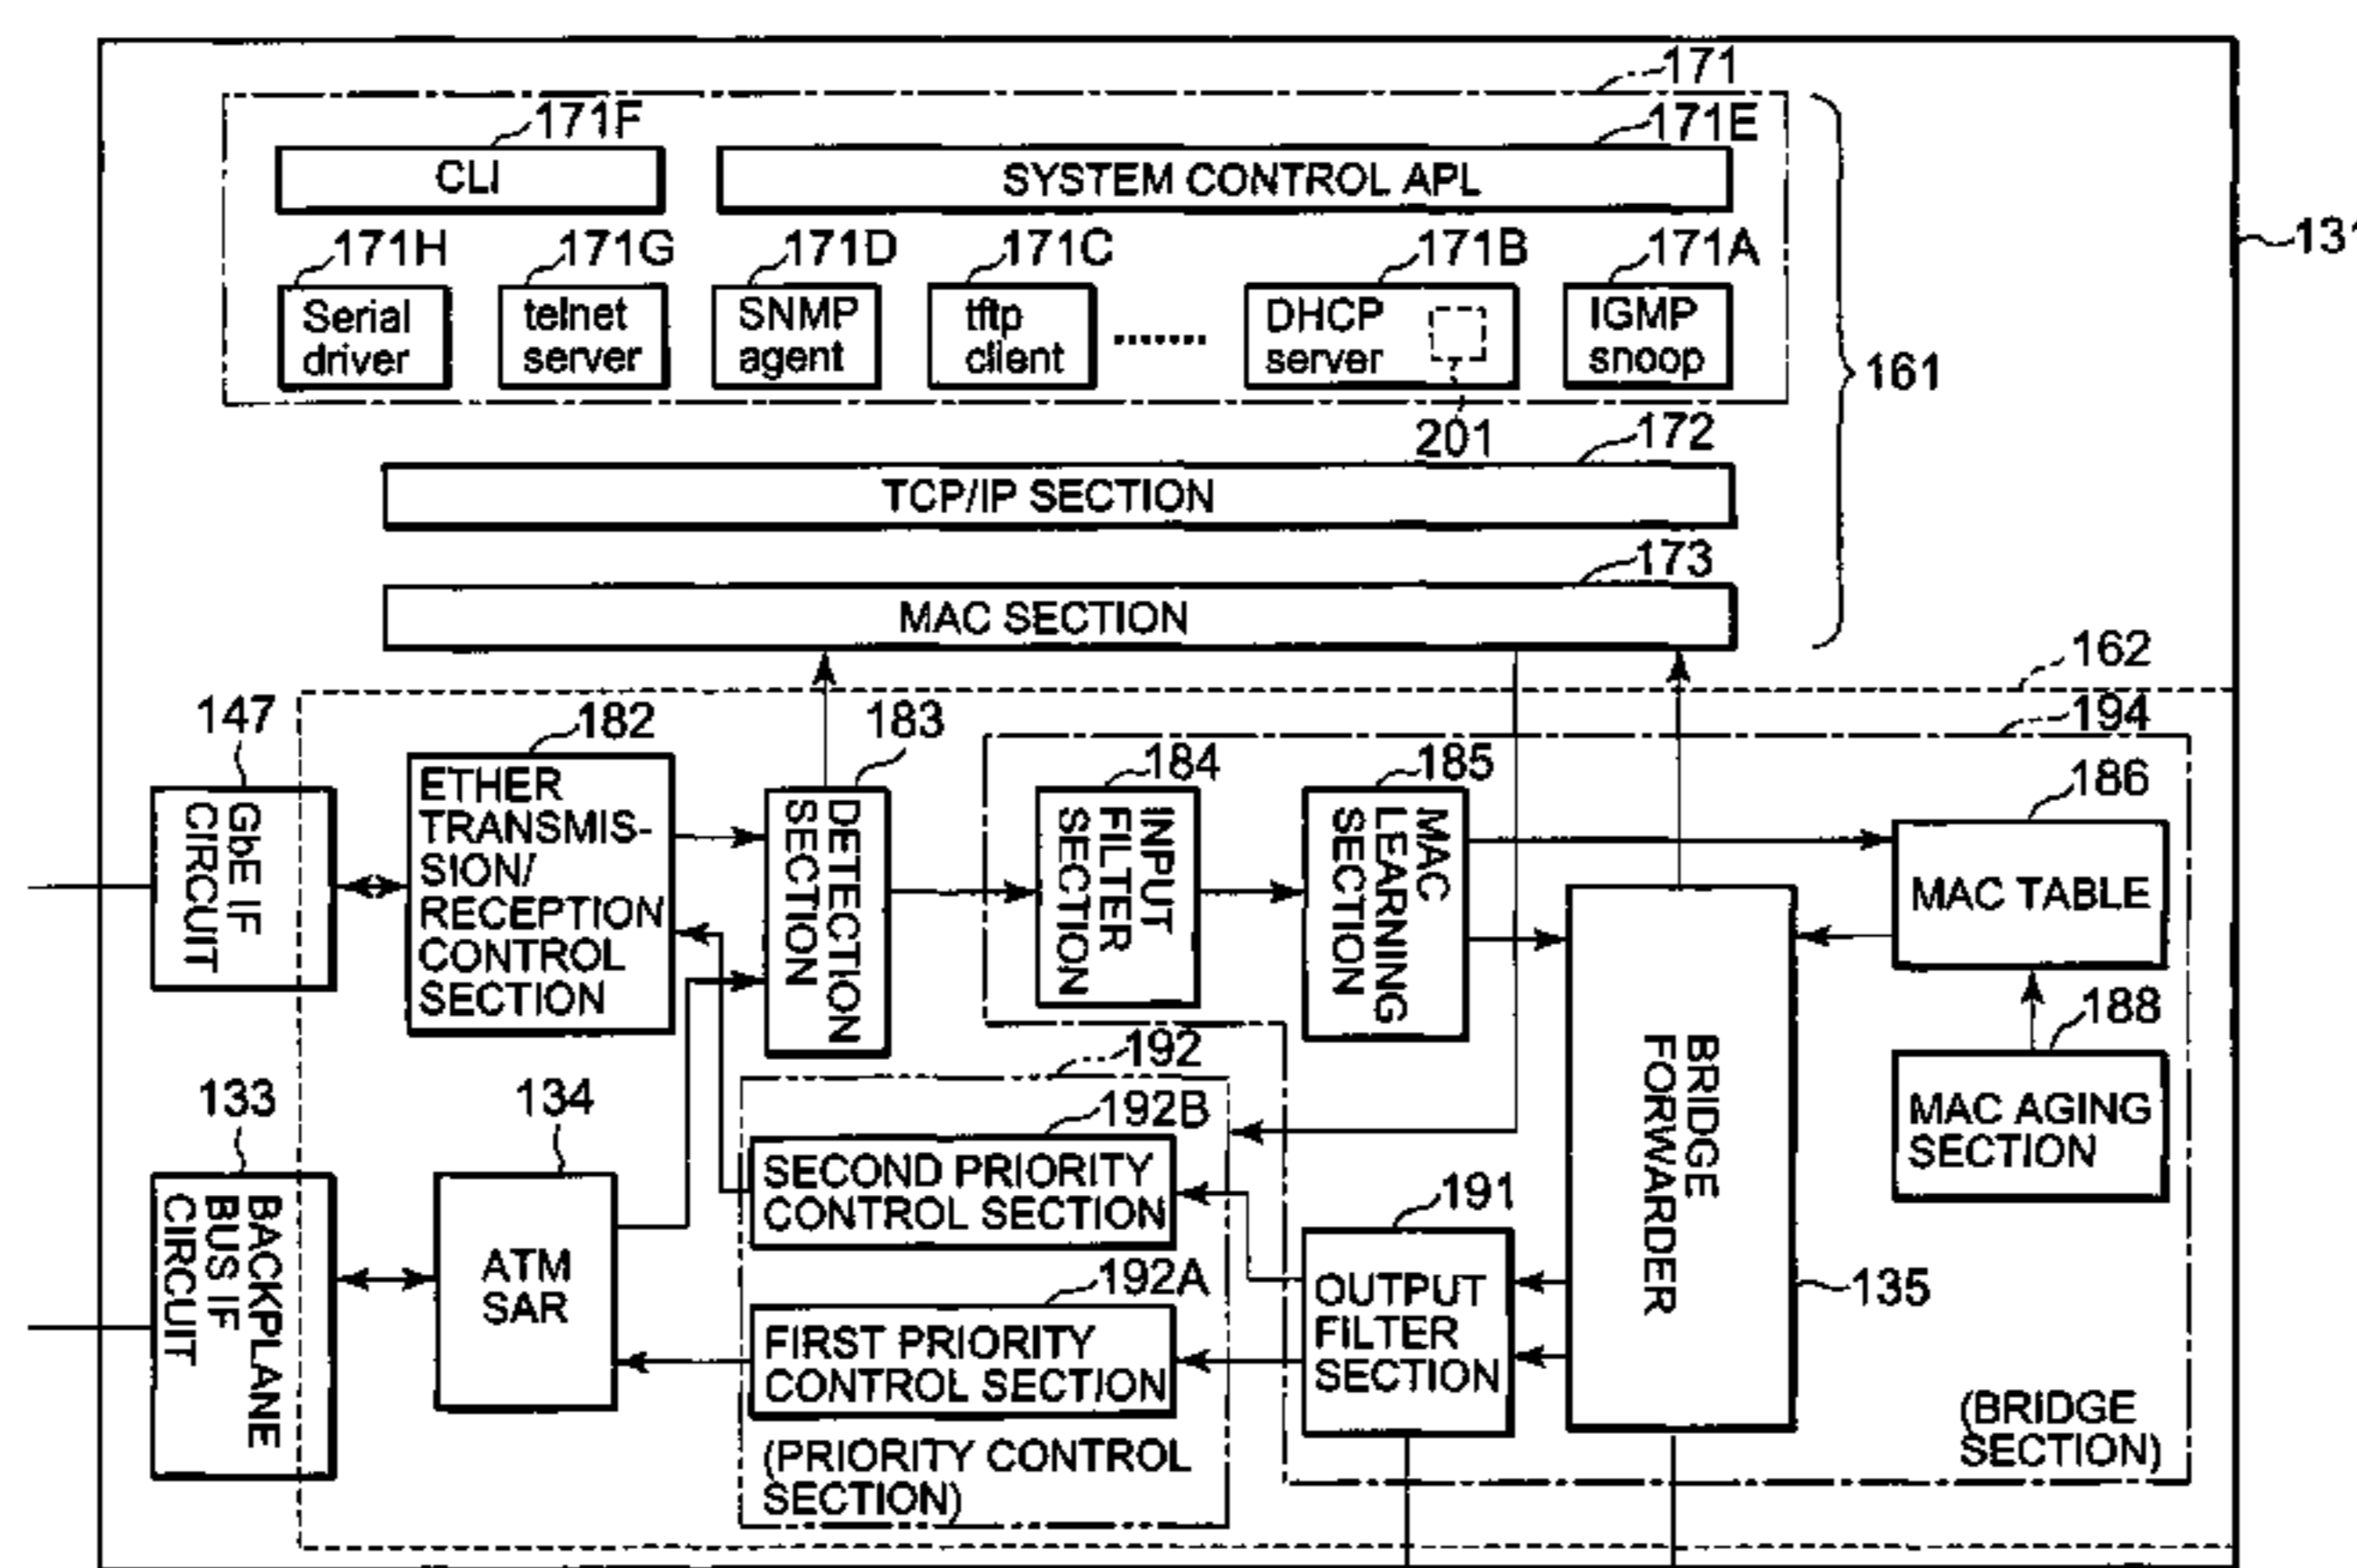 171
171F
171E
CLI
SYSTEM CONTROL APL
131
171H
171G
171D
171C
171B
171A
Serial
driver
telnet
server
SNMP
agent
tftp
client
DHCP
server
IGMP
snoop
161
201
172
TCP/IP SECTION
173
MAC SECTION
162
194
147
182
183
184
185
186
GbE IF
CIRCUIT
ETHER
TRANSMIS-
SION/
RECEPTION
CONTROL
SECTION
DETECTION
SECTION
INPUT
FILTER
SECTION
MAC
LEARNING
SECTION
MAC TABLE
188
MAC AGING
SECTION
BRIDGE
FORWARDER
135
133
134
192
192B
BACKPLANE
BUS IF
CIRCUIT
ATM
SAR
SECOND PRIORITY
CONTROL SECTION
192A
FIRST PRIORITY
CONTROL SECTION
(PRIORITY CONTROL
SECTION)
191
OUTPUT
FILTER
SECTION
(BRIDGE
SECTION)